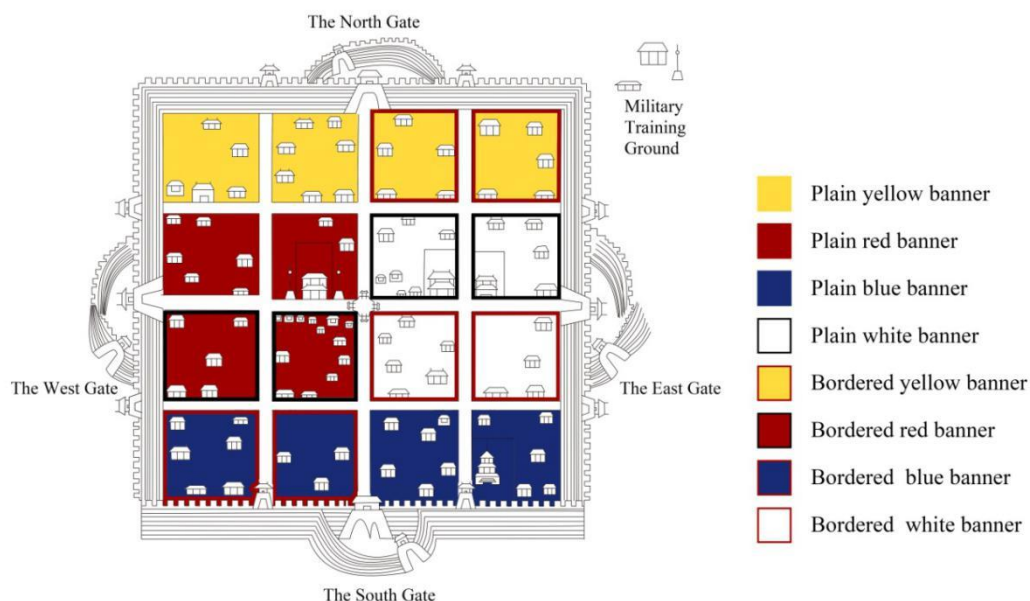 The North Gate
Military
Training
Ground
Plain yellow banner
Plain red banner
Plain blue banner
Plain white banner
The West Gate
The East Gate
Bordered yellow banner
Bordered red banner
Bordered blue banner
Bordered white banner
The South Gate